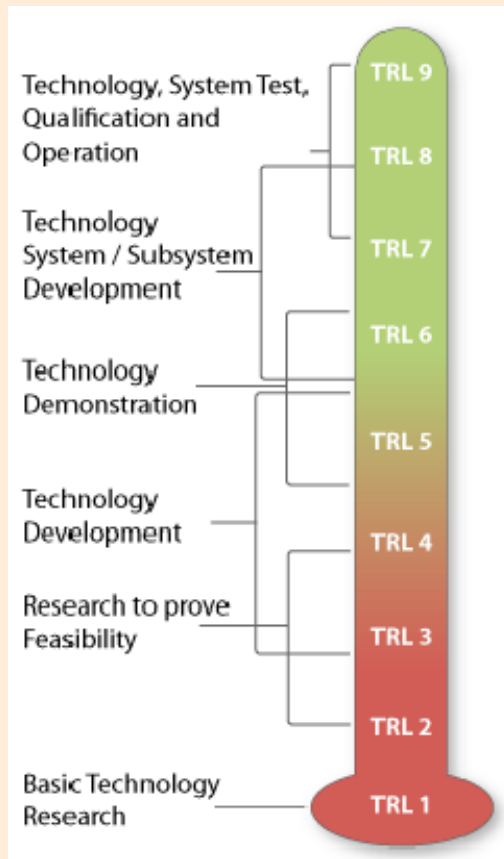 Technology, System Test,
Qualification and
Operation
Technology
System / Subsystem
Development
Technology
Demonstration
Technology
Development
Research to prove
Feasibility
Basic Technology
Research
TRL 9
TRL 8
TRL 7
TRL 6
TRL 5
TRL 4
TRL 3
TRL 2
TRL 1